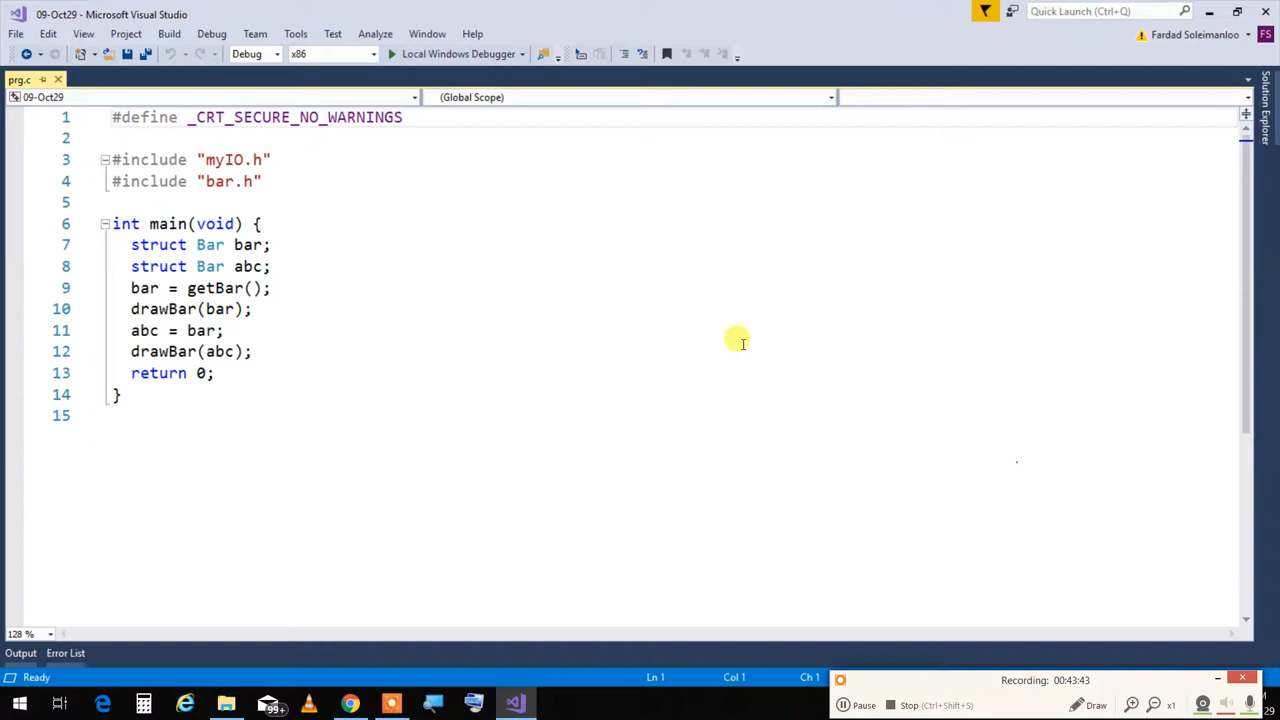 09-Oct29 - Microsoft Visual Studio
Quick Launch (Ctrl+Q)
File Edit View Project Build Debug Team Tools Test Analyze Window Help
Fardad Soleimanloo
FS
Debug x86 Local Windows Debugger
prg.c
09-Oct29 (Global Scope)
1 #define _CRT_SECURE_NO_WARNINGS
2
3 #include "myIO.h"
4 #include "bar.h"
5
6 int main(void) {
7 struct Bar bar;
8 struct Bar abc;
9 bar = getBar();
10 drawBar(bar);
11 abc = bar;
12 drawBar(abc);
13 return 0;
14 }
15
Solution Explorer
128 %
Output Error List
Ready Ln 1 Col 1 Ch 1
Recording: 00:43:43
Pause Stop (Ctrl+Shift+S) Draw x1
99+